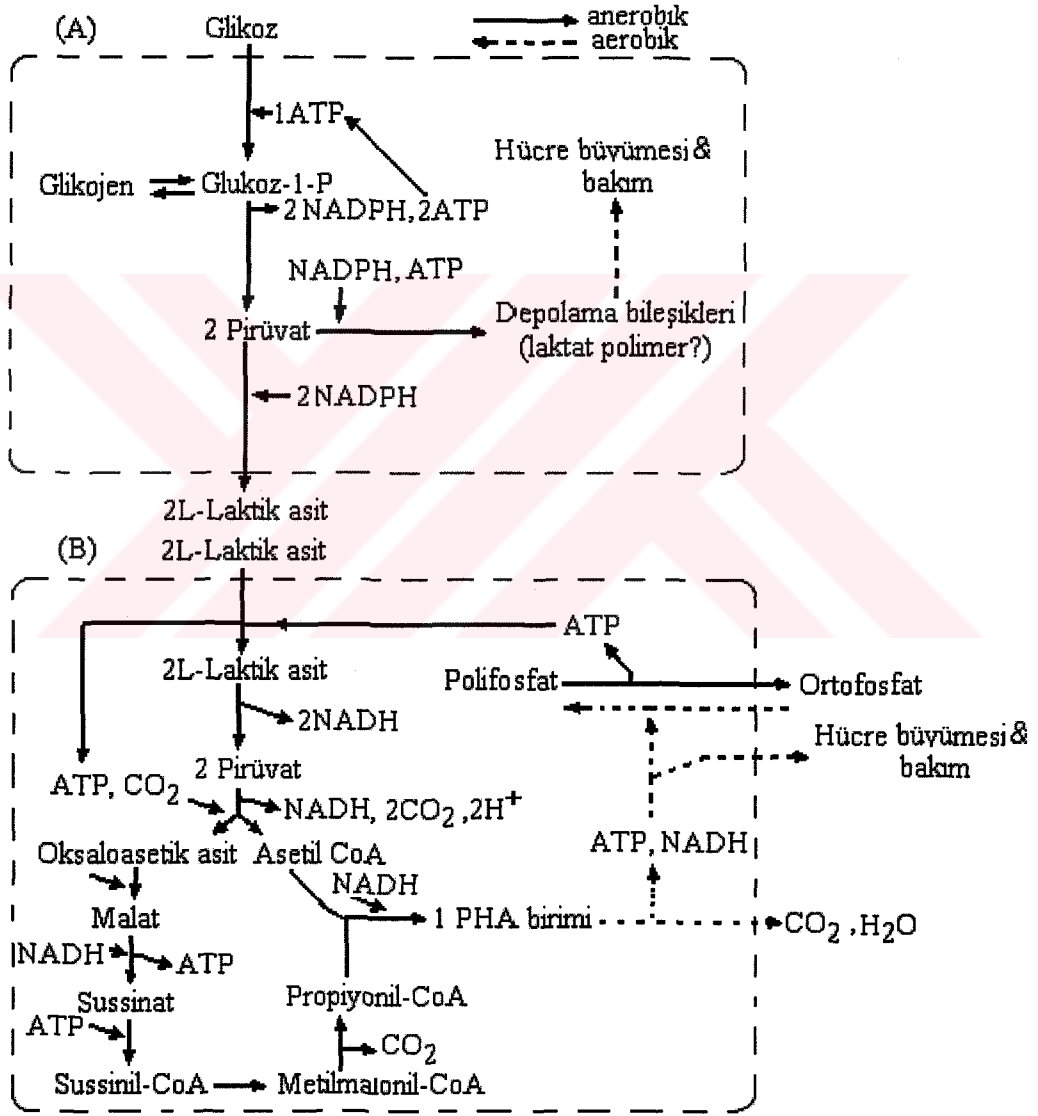 (A)
Glikoz
anerobik
aerobik
1ATP
Hücre büyümesi &
bakım
Glikojen
Glukoz-1-P
2 NADPH, 2ATP
NADPH, ATP
2 Pirüvat
Depolama bileşikleri
(laktat polimer?)
2NADPH
2L-Laktik asit
(B)
2L-Laktik asit
ATP
2L-Laktik asit
Polifosfat
Ortofosfat
2NADH
Hücre büyümesi &
bakım
2 Pirüvat
ATP, CO2
NADH, 2CO2 ,2H+
Oksaloasetik asit
Asetil CoA
ATP, NADH
NADH
Malat
1 PHA birimi
CO2 ,H2O
NADH
ATP
Sussinat
Propiyonil-CoA
ATP
CO2
Sussinil-CoA
Metilmalonil-CoA